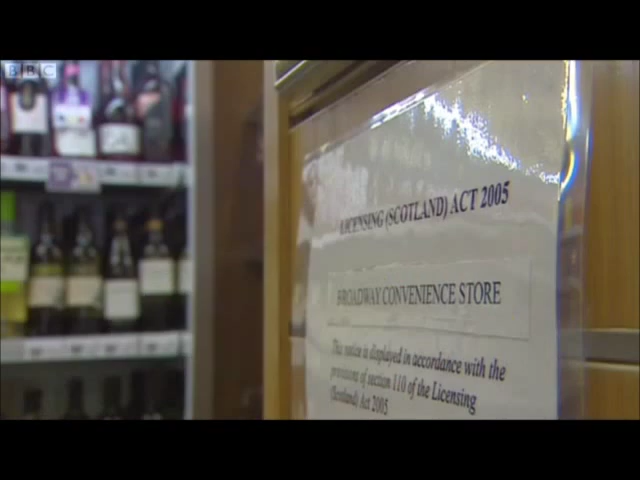 BBC
LICENSING (SCOTLAND) ACT 2005
BROADWAY CONVENIENCE STORE
This notice is displayed in accordance with the
provisions of section 110 of the Licensing
(Scotland) Act 2005